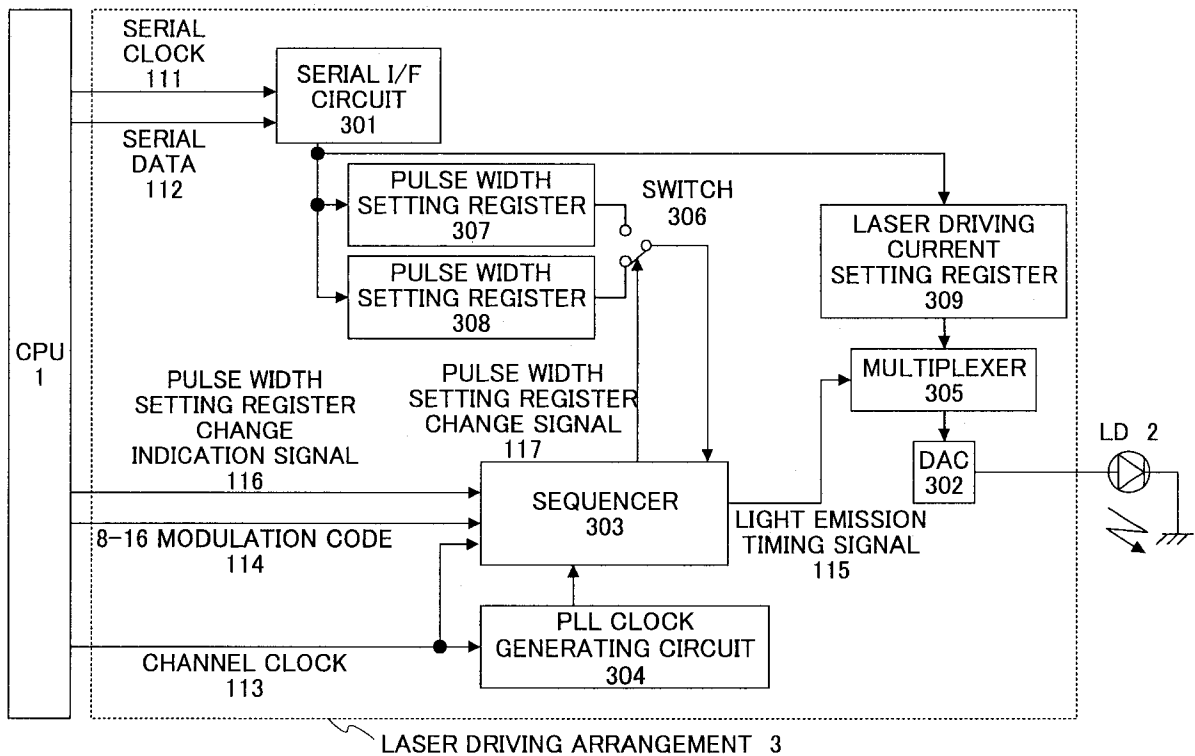 SERIAL
CLOCK
111
SERIAL
DATA
112
SERIAL I/F
CIRCUIT
301
PULSE WIDTH
SETTING REGISTER
307
PULSE WIDTH
SETTING REGISTER
308
SWITCH
306
LASER DRIVING
CURRENT
SETTING REGISTER
309
MULTIPLEXER
305
DAC
302
LD 2
CPU
1
PULSE WIDTH
SETTING REGISTER
CHANGE
INDICATION SIGNAL
116
PULSE WIDTH
SETTING REGISTER
CHANGE SIGNAL
117
SEQUENCER
303
8-16 MODULATION CODE
114
LIGHT EMISSION
TIMING SIGNAL
115
PLL CLOCK
GENERATING CIRCUIT
304
CHANNEL CLOCK
113
LASER DRIVING ARRANGEMENT 3